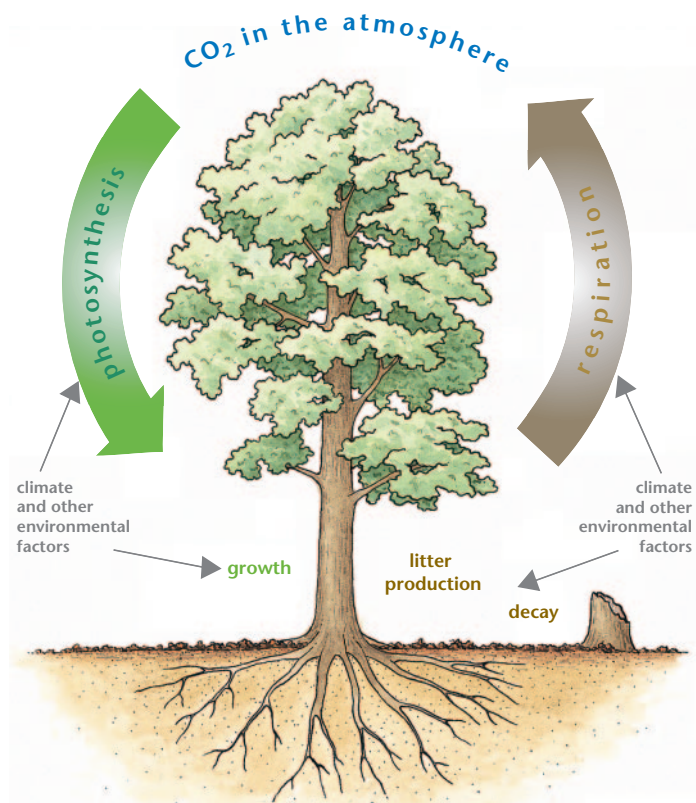 CO₂ in the atmosphere
photosynthesis
respiration
climate
and other
environmental
factors
growth
litter
production
decay
climate
and other
environmental
factors